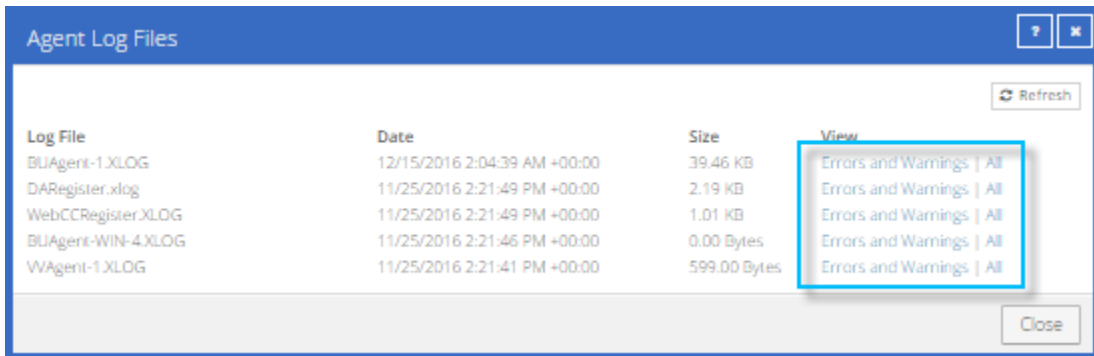 Agent Log Files
? ×
Refresh
Log File Date Size View
BUAgent-1.XLOG 12/15/2016 2:04:39 AM +00:00 39.46 KB Errors and Warnings | All
DARegister.xlog 11/25/2016 2:21:49 PM +00:00 2.19 KB Errors and Warnings | All
WebCCRegister.XLOG 11/25/2016 2:21:49 PM +00:00 1.01 KB Errors and Warnings | All
BUAgent-WIN-4.XLOG 11/25/2016 2:21:46 PM +00:00 0.00 Bytes Errors and Warnings | All
VVAgent-1.XLOG 11/25/2016 2:21:41 PM +00:00 599.00 Bytes Errors and Warnings | All
Close